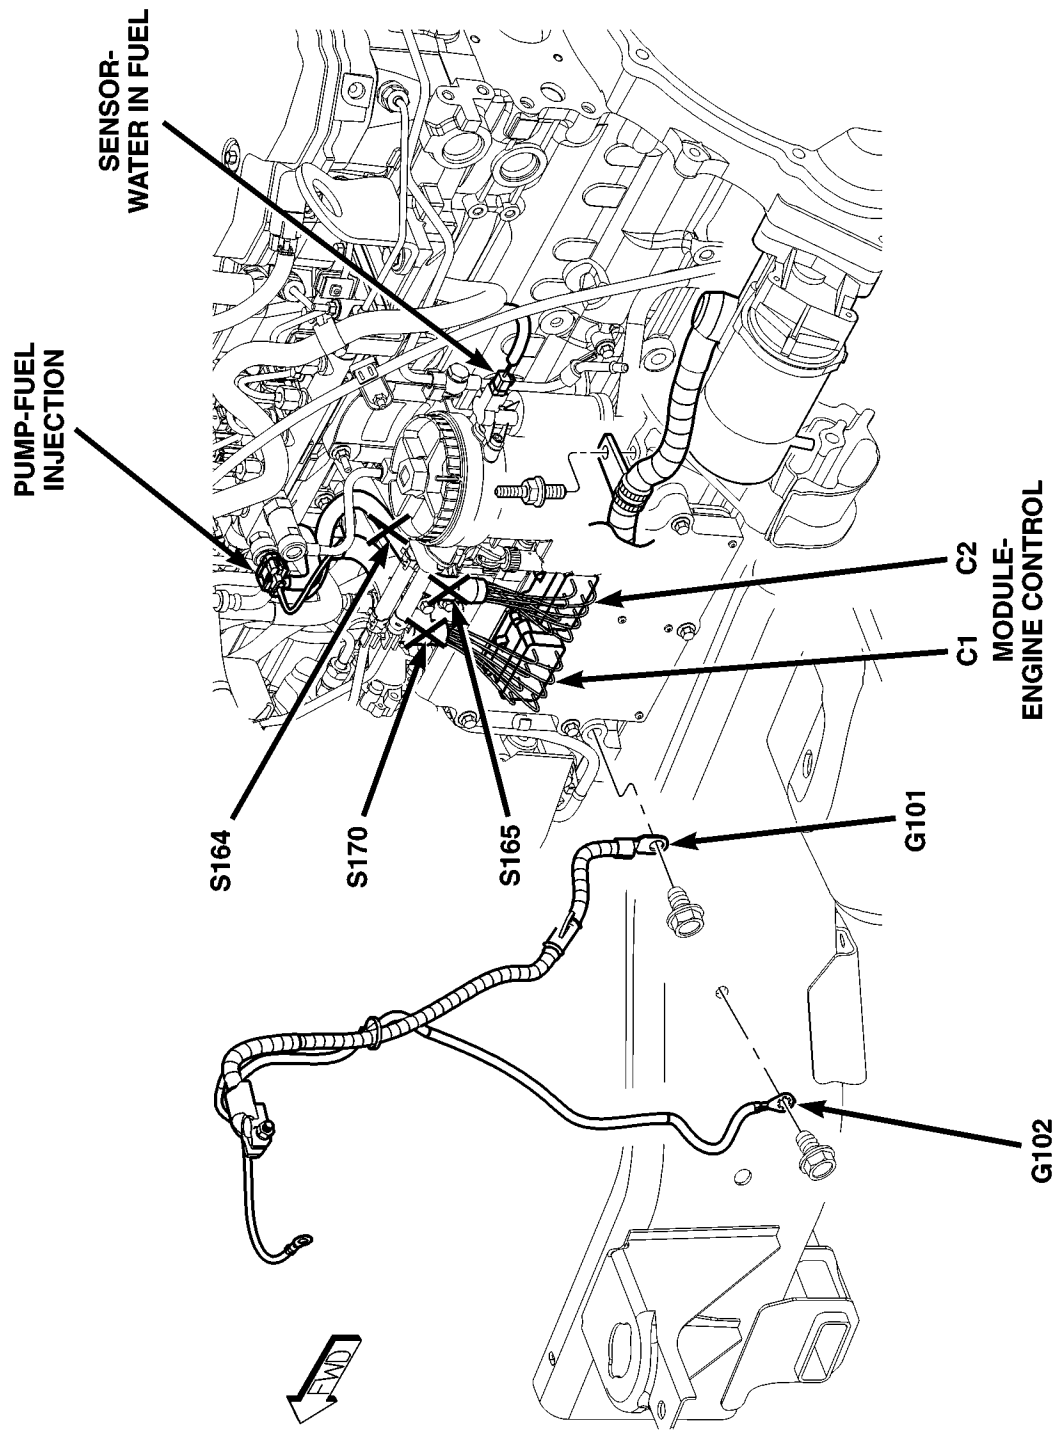 SENSOR-
WATER IN FUEL
PUMP-FUEL
INJECTION
C2
MODULE-
ENGINE CONTROL
C1
S164
S170
S165
G101
G102
FWD